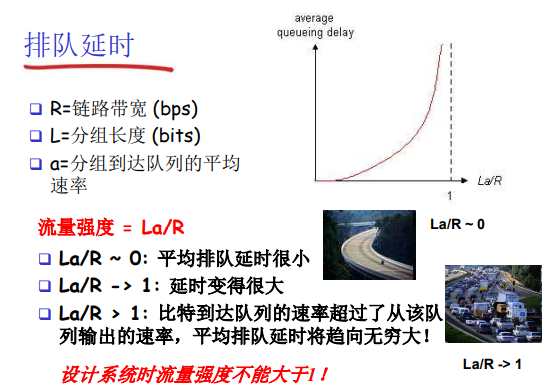 排队延时
R=链路带宽 (bps)
L=分组长度 (bits)
a=分组到达队列的平均
速率
average
queueing delay
La/R
1
流量强度 = La/R
La/R ~ 0: 平均排队延时很小
La/R -> 1: 延时变得很大
La/R > 1: 比特到达队列的速率超过了从该队
列输出的速率，平均排队延时将趋向无穷大！
设计系统时流量强度不能大于1！
La/R ~ 0
La/R -> 1